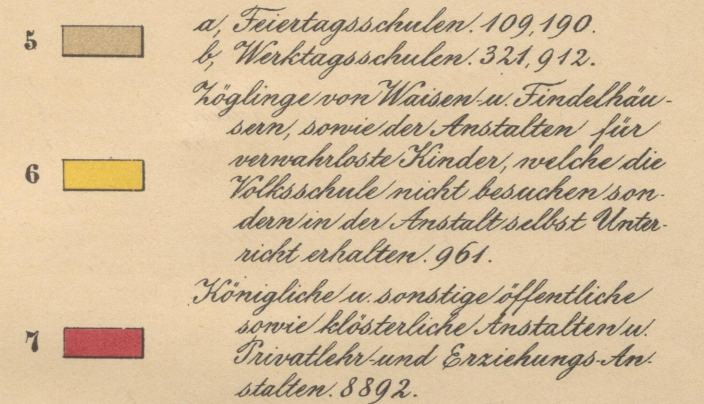 5 a, Feiertagsschulen. 109,190.
b, Werktagsschulen. 321,912.
Zöglinge von Waisen- u. Findelhäu-
sern, sowie der Anstalten für
6 verwahrloste Kinder, welche die
Volksschule nicht besuchen son-
dern in der Anstalt selbst Unter-
richt erhalten. 961.
Königliche u. sonstige öffentliche
7 sowie klösterliche Anstalten u.
Privatlehr- und Erziehungs-An-
stalten. 8892.